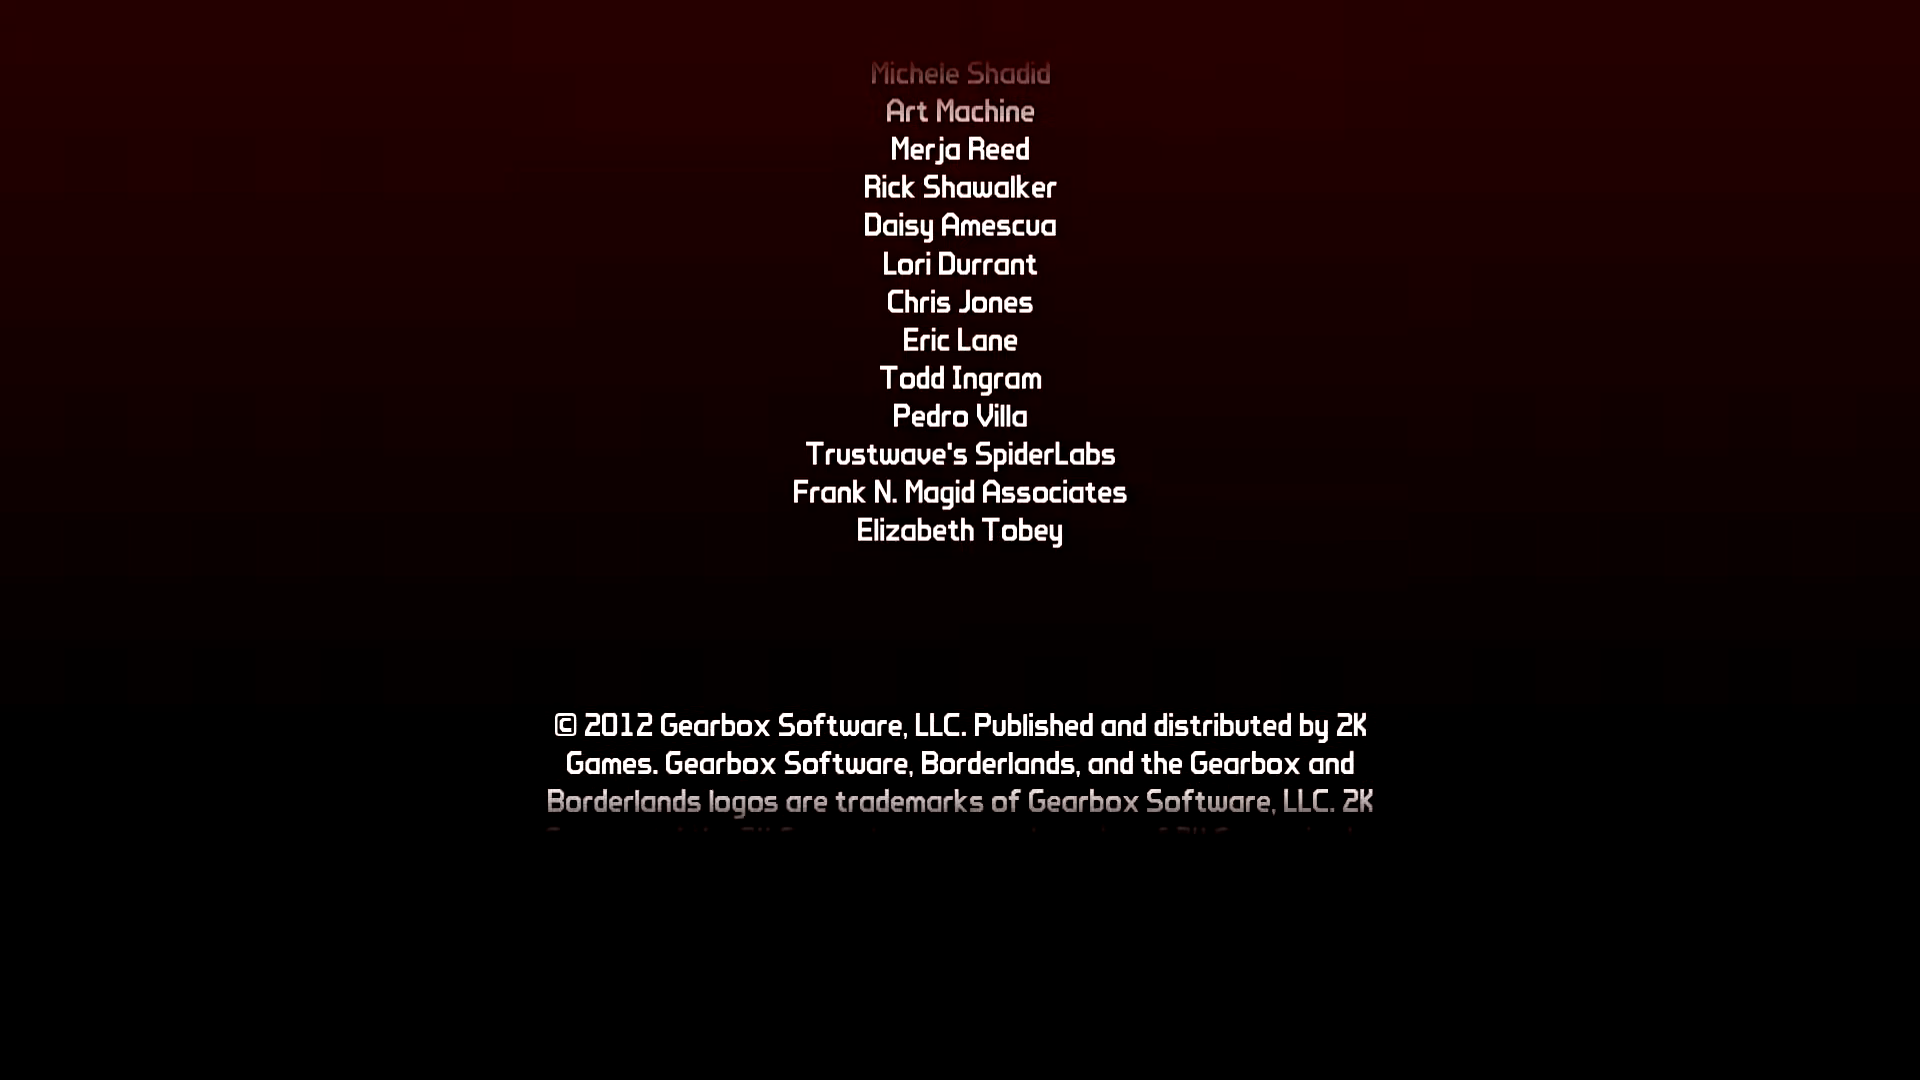 Michele Shadid
Art Machine
Merja Reed
Rick Shawalker
Daisy Amescua
Lori Durrant
Chris Jones
Eric Lane
Todd Ingram
Pedro Villa
Trustwave's SpiderLabs
Frank N. Magid Associates
Elizabeth Tobey
© 2012 Gearbox Software, LLC. Published and distributed by 2K
Games. Gearbox Software, Borderlands, and the Gearbox and
Borderlands logos are trademarks of Gearbox Software, LLC. 2K